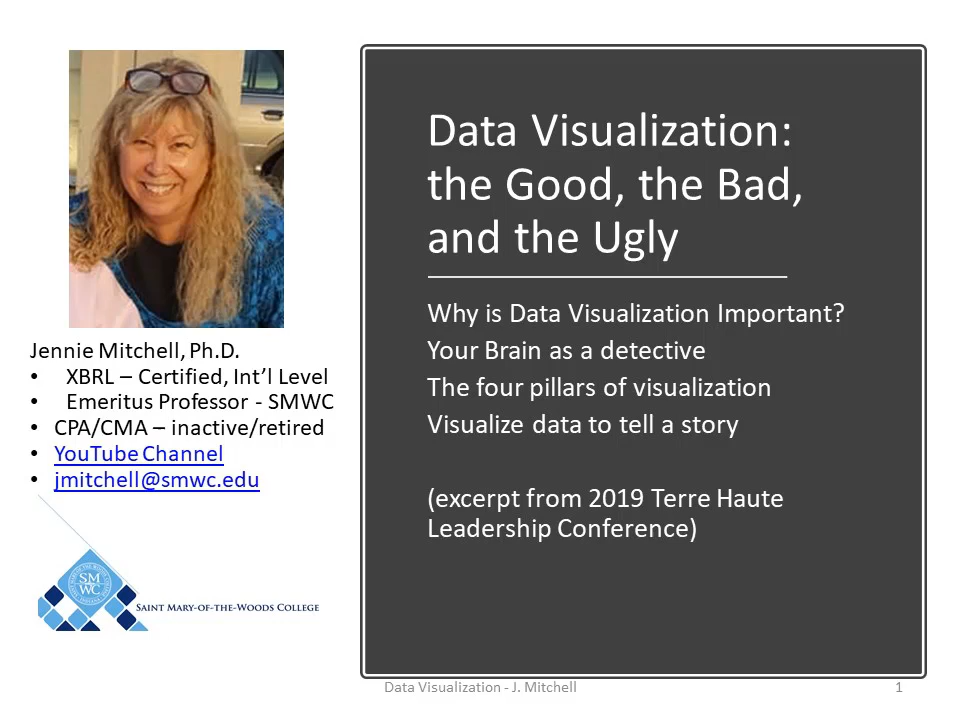 Jennie Mitchell, Ph.D.
• XBRL – Certified, Int’l Level
• Emeritus Professor - SMWC
• CPA/CMA – inactive/retired
• YouTube Channel
• jmitchell@smwc.edu
SM
WC
SAINT MARY-OF-THE-WOODS COLLEGE
Data Visualization:
the Good, the Bad,
and the Ugly
Why is Data Visualization Important?
Your Brain as a detective
The four pillars of visualization
Visualize data to tell a story
(excerpt from 2019 Terre Haute
Leadership Conference)
Data Visualization - J. Mitchell
1